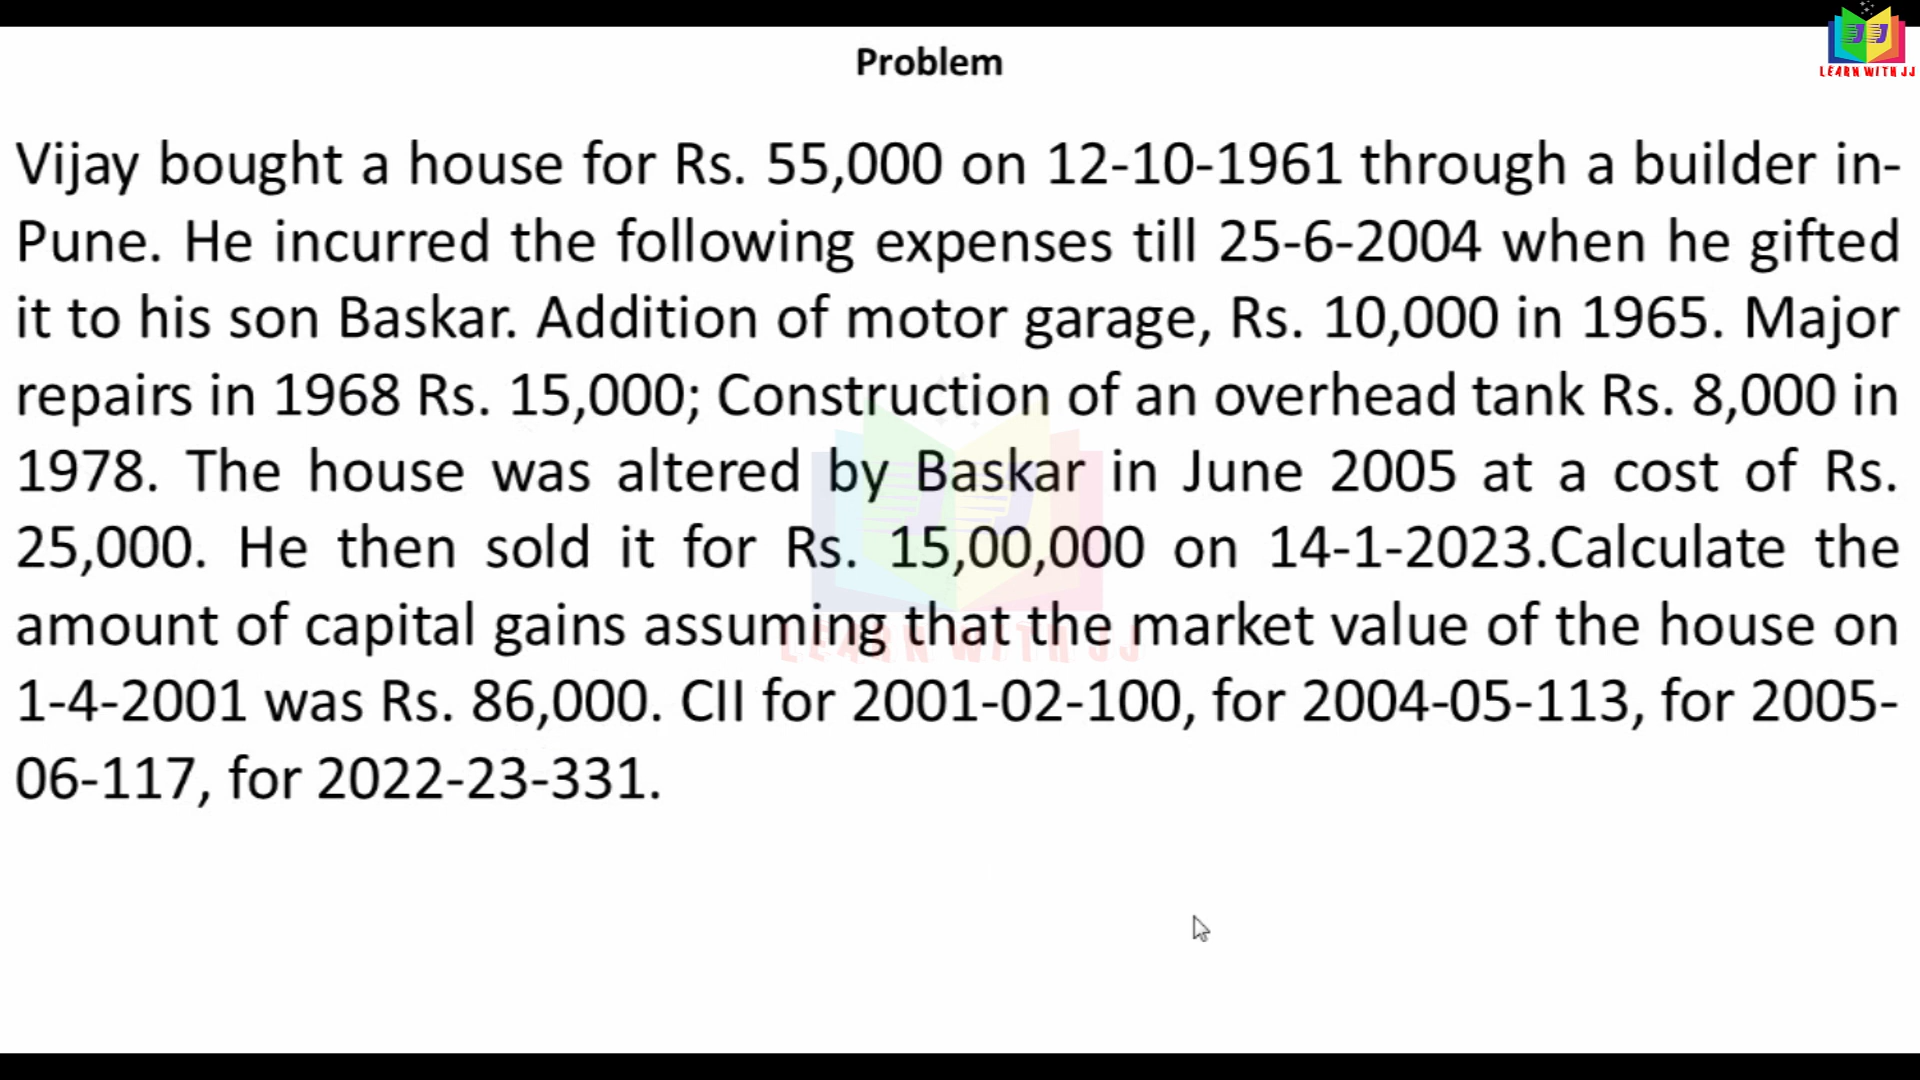 LEARN WITH JJ
Problem
Vijay bought a house for Rs. 55,000 on 12-10-1961 through a builder in-
Pune. He incurred the following expenses till 25-6-2004 when he gifted
it to his son Baskar. Addition of motor garage, Rs. 10,000 in 1965. Major
repairs in 1968 Rs. 15,000; Construction of an overhead tank Rs. 8,000 in
1978. The house was altered by Baskar in June 2005 at a cost of Rs.
25,000. He then sold it for Rs. 15,00,000 on 14-1-2023.Calculate the
amount of capital gains assuming that the market value of the house on
LEARN WITH JJ
1-4-2001 was Rs. 86,000. CII for 2001-02-100, for 2004-05-113, for 2005-
06-117, for 2022-23-331.